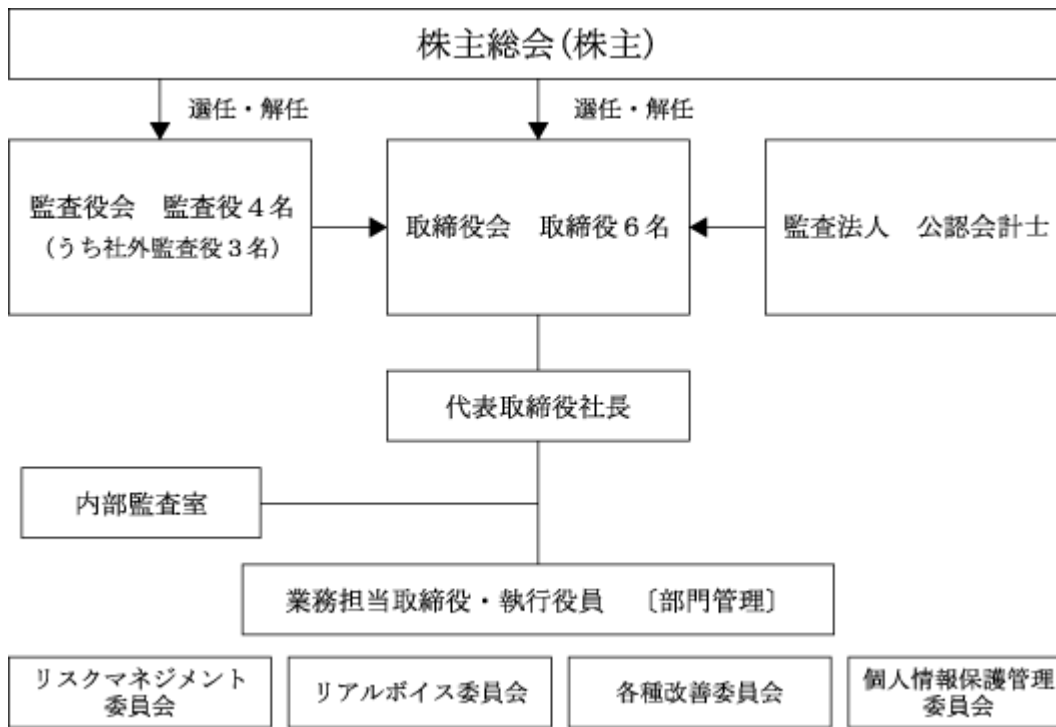 株主総会(株主)
選任・解任
選任・解任
監査役会　監査役４名
（うち社外監査役３名）
取締役会　取締役６名
監査法人　公認会計士
代表取締役社長
内部監査室
業務担当取締役・執行役員　〔部門管理〕
リスクマネジメント
委員会
リアルボイス委員会
各種改善委員会
個人情報保護管理
委員会